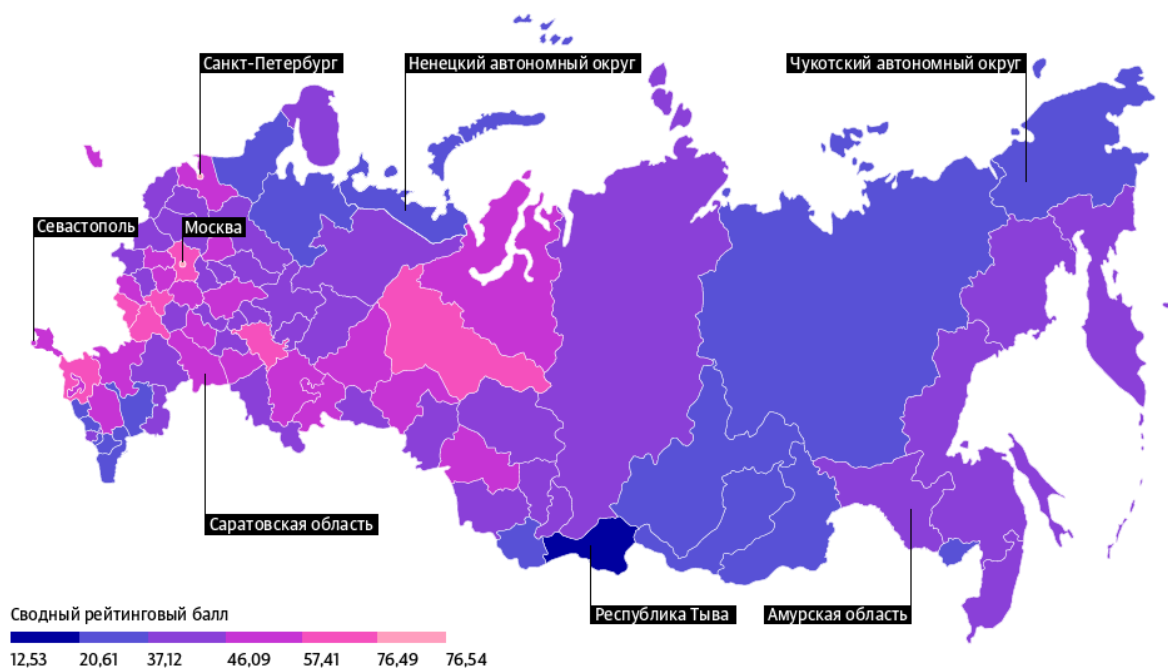 Санкт-Петербург
Ненецкий автономный округ
Чукотский автономный округ
Севастополь
Москва
Саратовская область
Республика Тыва
Амурская область
Сводный рейтинговый балл
12,53 20,61 37,12 46,09 57,41 76,49 76,54